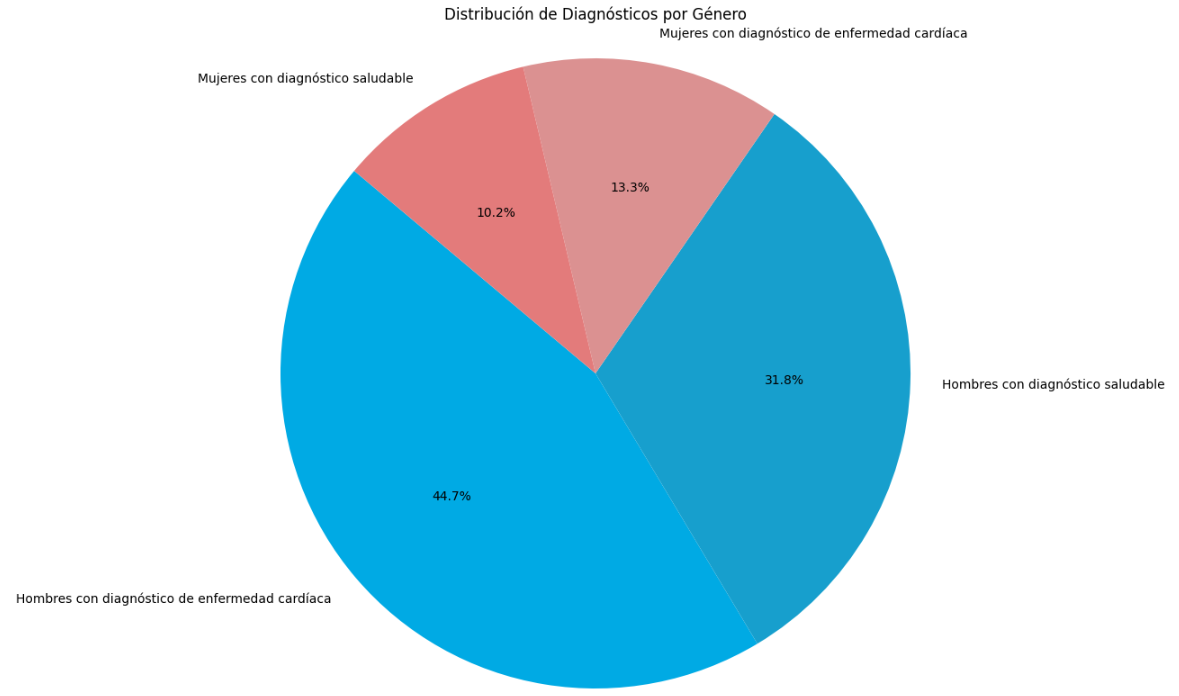 Distribución de Diagnósticos por Género
Mujeres con diagnóstico de enfermedad cardíaca
Mujeres con diagnóstico saludable
13.3%
10.2%
31.8%
Hombres con diagnóstico saludable
44.7%
Hombres con diagnóstico de enfermedad cardíaca